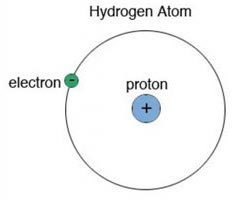 Hydrogen Atom
electron -
proton
+